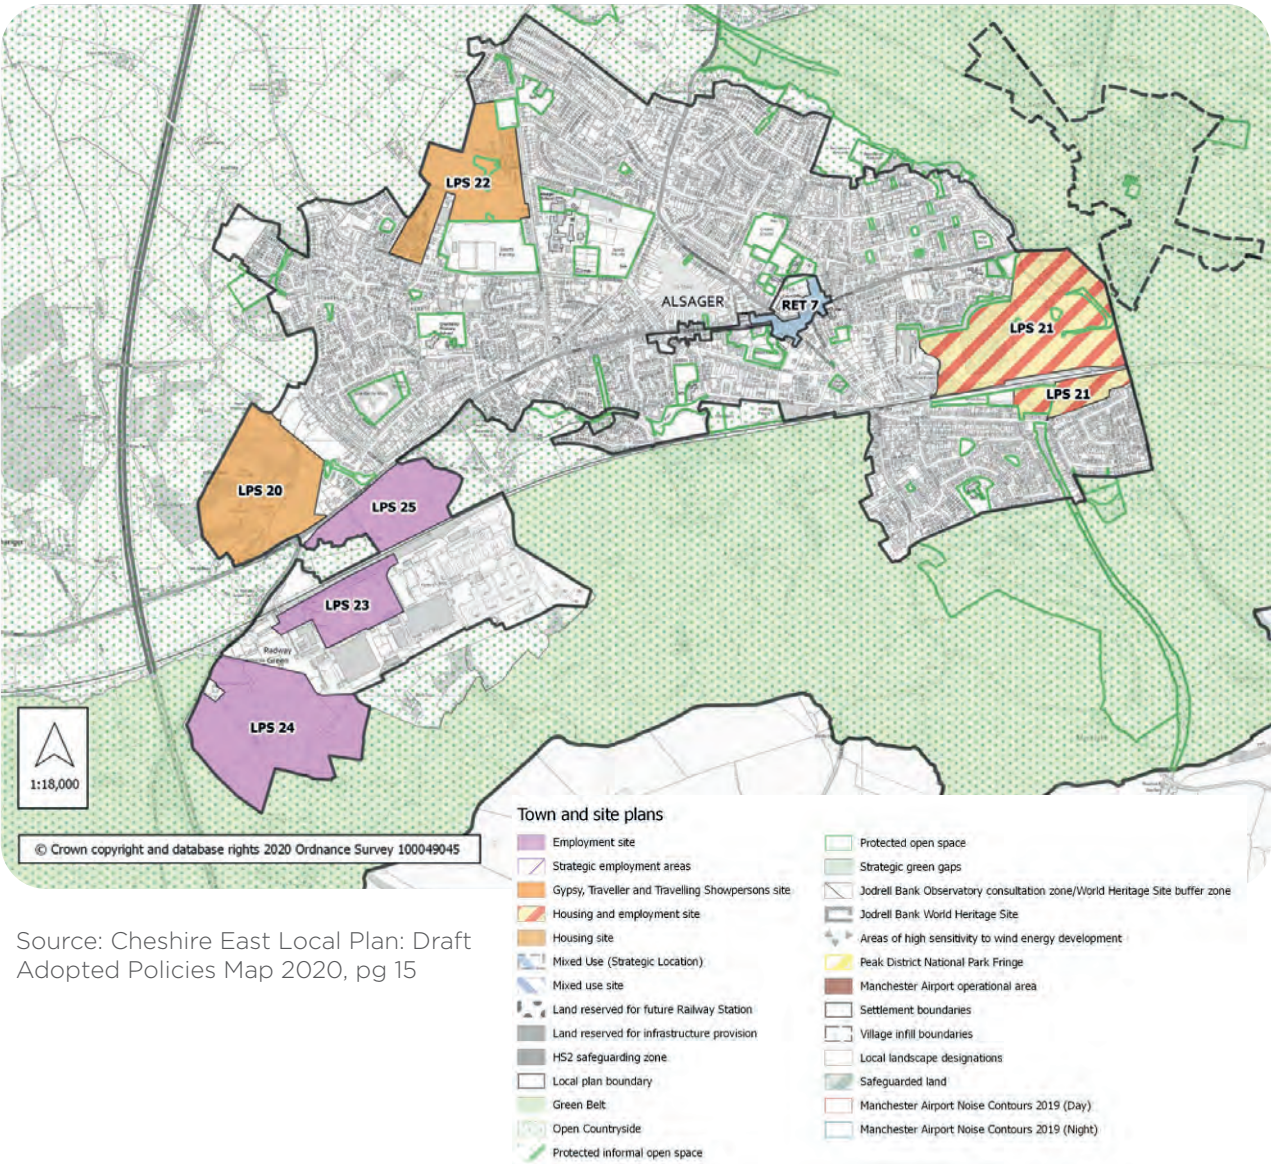 LPS 22
ALSAGER
RET 7
LPS 21
LPS 21
LPS 20
LPS 25
LPS 23
Radway
Green
LPS 24
1:18,000
© Crown copyright and database rights 2020 Ordnance Survey 100049045
Town and site plans
Employment site
Strategic employment areas
Gypsy, Traveller and Travelling Showpersons site
Housing and employment site
Housing site
Mixed Use (Strategic Location)
Mixed use site
Land reserved for future Railway Station
Land reserved for infrastructure provision
HS2 safeguarding zone
Local plan boundary
Green Belt
Open Countryside
Protected informal open space
Protected open space
Strategic green gaps
Jodrell Bank Observatory consultation zone/World Heritage Site buffer zone
Jodrell Bank World Heritage Site
Areas of high sensitivity to wind energy development
Peak District National Park Fringe
Manchester Airport operational area
Settlement boundaries
Village infill boundaries
Local landscape designations
Safeguarded land
Manchester Airport Noise Contours 2019 (Day)
Manchester Airport Noise Contours 2019 (Night)
Source: Cheshire East Local Plan: Draft
Adopted Policies Map 2020, pg 15